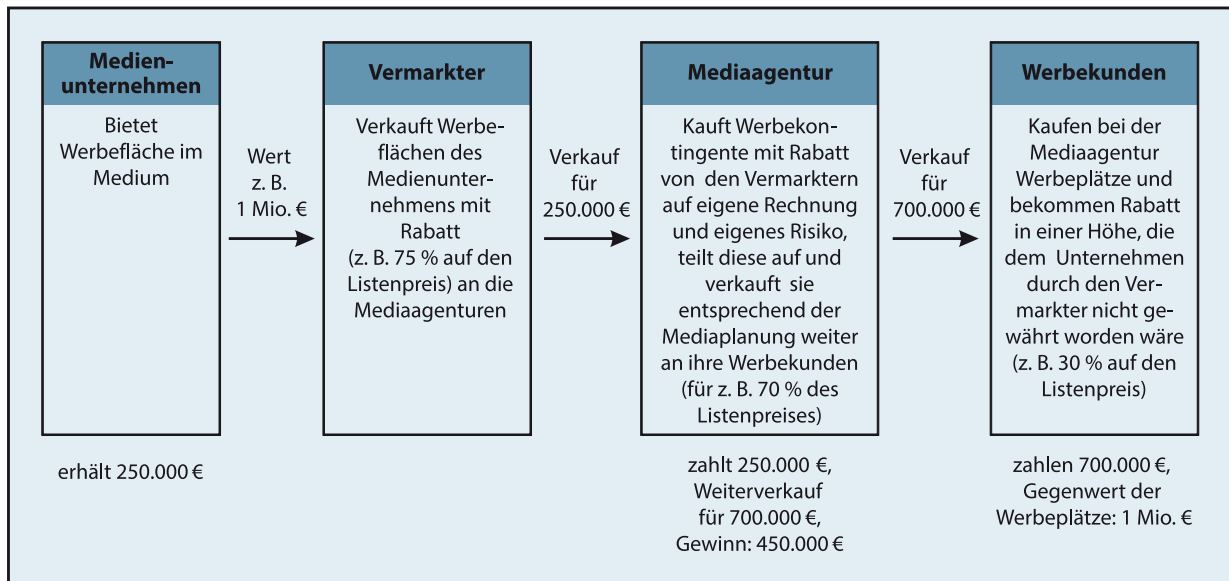 Medien-
unternehmen
Bietet
Werbefläche im
Medium
erhält 250.000 €
Wert
z. B.
1 Mio. €
Vermarkter
Verkauft Werbe-
flächen des
Medienunter-
nehmens mit
Rabatt
(z. B. 75 % auf den
Listenpreis) an die
Mediaagenturen
Verkauf
für
250.000 €
Mediaagentur
Kauft Werbekon-
tingente mit Rabatt
von den Vermarktern
auf eigene Rechnung
und eigenes Risiko,
teilt diese auf und
verkauft sie
entsprechend der
Mediaplanung weiter
an ihre Werbekunden
(für z. B. 70 % des
Listenpreises)
zahlt 250.000 €,
Weiterverkauf
für 700.000 €,
Gewinn: 450.000 €
Verkauf
für
700.000 €
Werbekunden
Kaufen bei der
Mediaagentur
Werbeplätze und
bekommen Rabatt
in einer Höhe, die
dem Unternehmen
durch den Ver-
markter nicht ge-
währt worden wäre
(z. B. 30 % auf den
Listenpreis)
zahlen 700.000 €,
Gegenwert der
Werbeplätze: 1 Mio. €